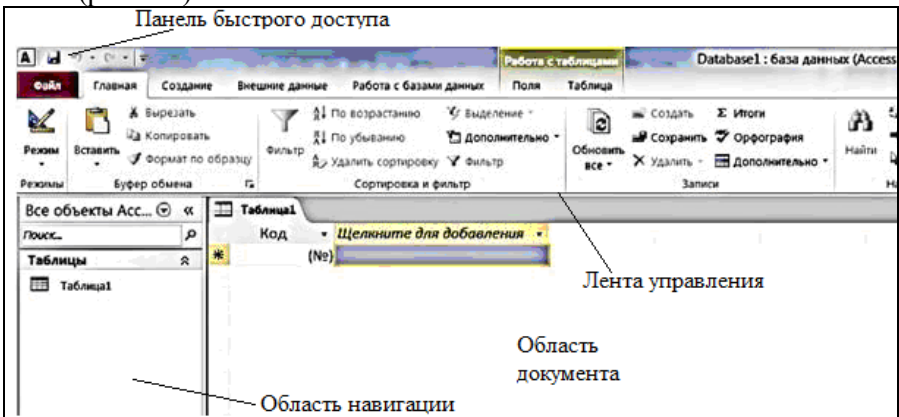 Панель быстрого доступа
Работа с таблицами
Database1 : база данных (Access
Файл Главная Создание Внешние данные Работа с базами данных Поля Таблица
Режим
Режимы
Вставить
Вырезать
Копировать
Формат по образцу
Буфер обмена
Фильтр
По возрастанию
По убыванию
Удалить сортировку
Выделение
Дополнительно
Фильтр
Сортировка и фильтр
Обновить
все
Создать
Сохранить
Удалить
Итоги
Орфография
Дополнительно
Записи
Найти
Все объекты Acc...
Поиск...
Таблицы
Таблица1
Таблица1
Код Щелкните для добавления
(№)
Лента управления
Область
документа
Область навигации